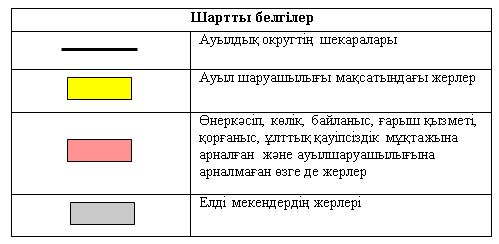 Шартты белгілер
Ауылдық округтің шекаралары
Ауыл шаруашылығы мақсатындағы жерлер
Өнеркәсіп, көлік, байланыс, ғарыш қызметі,
қорғаныс, ұлттық қауіпсіздік мұқтажына
арналған және ауылшаруашылығына
арналмаған өзге де жерлер
Елді мекендердің жерлері